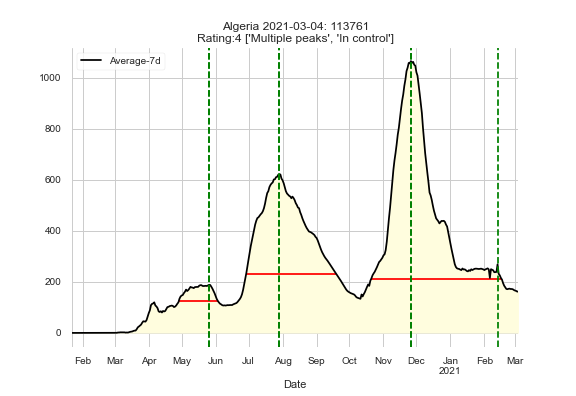 Algeria 2021-03-04: 113761
Rating:4 ['Multiple peaks', 'In control']
Average-7d
1000
800
600
400
200
0
Feb Mar Apr May Jun Jul Aug Sep Oct Nov Dec Jan Feb Mar
2021
Date